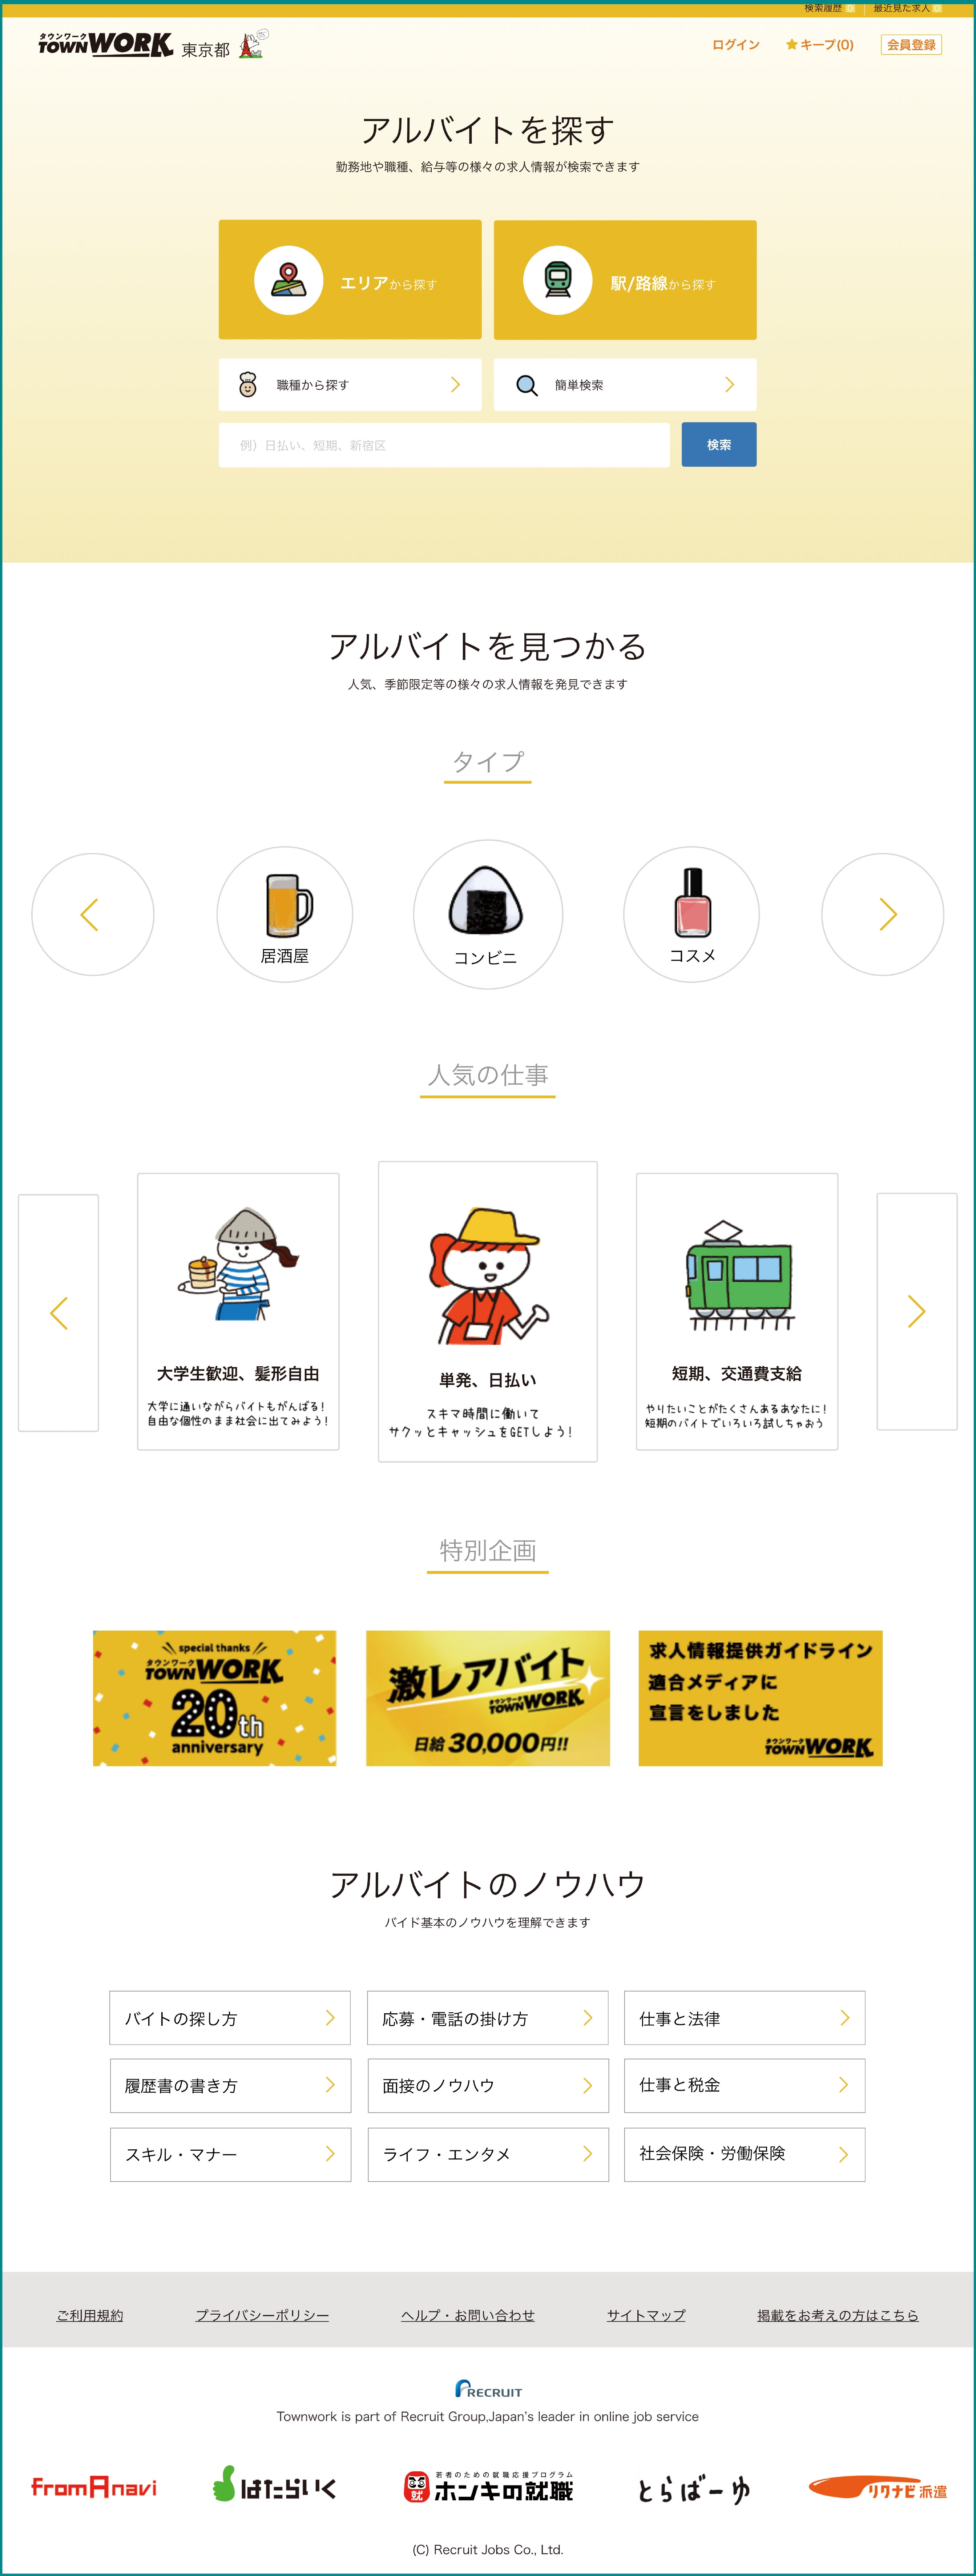 検索履歴 0 最近見た求人 0
タウンワーク
TOWNWORK 東京都
ログイン キープ(0) 会員登録
アルバイトを探す
勤務地や職種、給与等の様々の求人情報が検索できます
エリアから探す 駅/路線から探す
職種から探す 簡単検索
例）日払い、短期、新宿区 検索
アルバイトを見つかる
人気、季節限定等の様々の求人情報を発見できます
タイプ
居酒屋 コンビニ コスメ
人気の仕事
大学生歓迎、髪形自由
大学に通いながらバイトもがんばる!
自由な個性のまま社会に出てみよう!
単発、日払い
スキマ時間に働いて
サクッとキャッシュをGETしよう!
短期、交通費支給
やりたいことがたくさんあるあなたに!
短期のバイトでいろいろ試しちゃおう
特別企画
special thanks
タウンワーク
TOWNWORK
20th
anniversary
激レアバイト
タウンワーク
TOWNWORK
日給 30,000円!!
求人情報提供ガイドライン
適合メディアに
宣言をしました
タウンワーク
TOWNWORK
アルバイトのノウハウ
バイド基本のノウハウを理解できます
バイトの探し方 応募・電話の掛け方 仕事と法律
履歴書の書き方 面接のノウハウ 仕事と税金
スキル・マナー ライフ・エンタメ 社会保険・労働保険
ご利用規約 プライバシーポリシー ヘルプ・お問い合わせ サイトマップ 掲載をお考えの方はこちら
RECRUIT
Townwork is part of Recruit Group,Japan's leader in online job service
fromAnavi
はたらいく
就
若者のための就職応援プログラム
ホンキの就職
とらばーゆ
リクナビ派遣
(C) Recruit Jobs Co., Ltd.